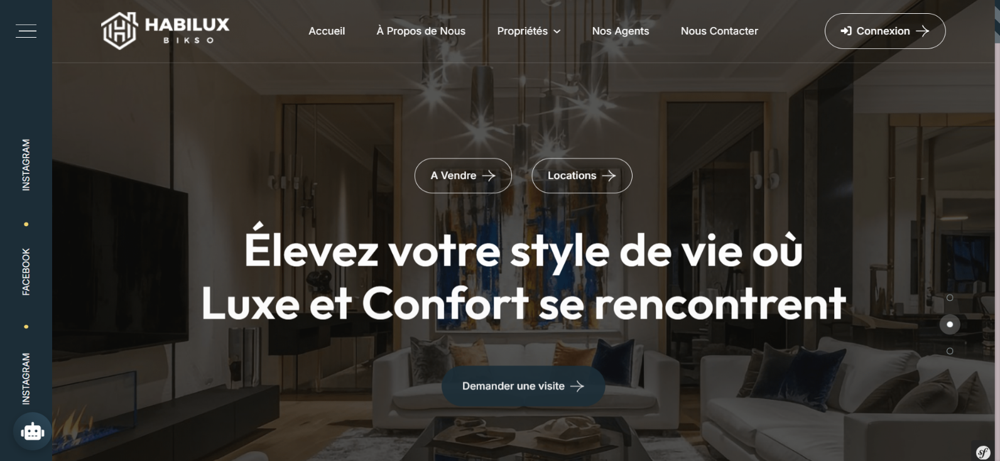 HABILUX
BIKSO
Accueil
À Propos de Nous
Propriétés
Nos Agents
Nous Contacter
Connexion
INSTAGRAM
FACEBOOK
INSTAGRAM
A Vendre
Locations
Élevez votre style de vie où
Luxe et Confort se rencontrent
Demander une visite
sf